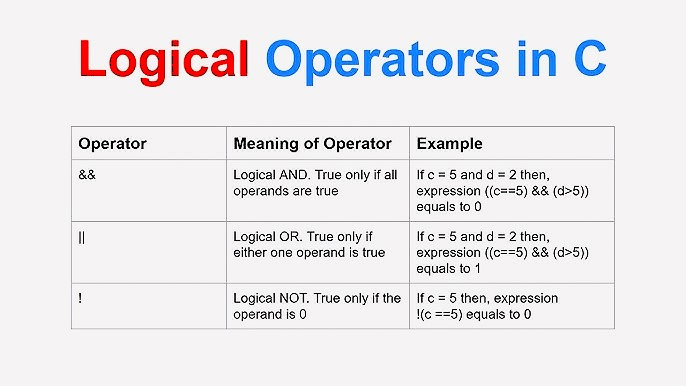 Logical Operators in C
Operator Meaning of Operator Example
&& Logical AND. True only if all operands are true If c = 5 and d = 2 then, expression ((c==5) && (d>5)) equals to 0
|| Logical OR. True only if either one operand is true If c = 5 and d = 2 then, expression ((c==5) && (d>5)) equals to 1
! Logical NOT. True only if the operand is 0 If c = 5 then, expression !(c ==5) equals to 0